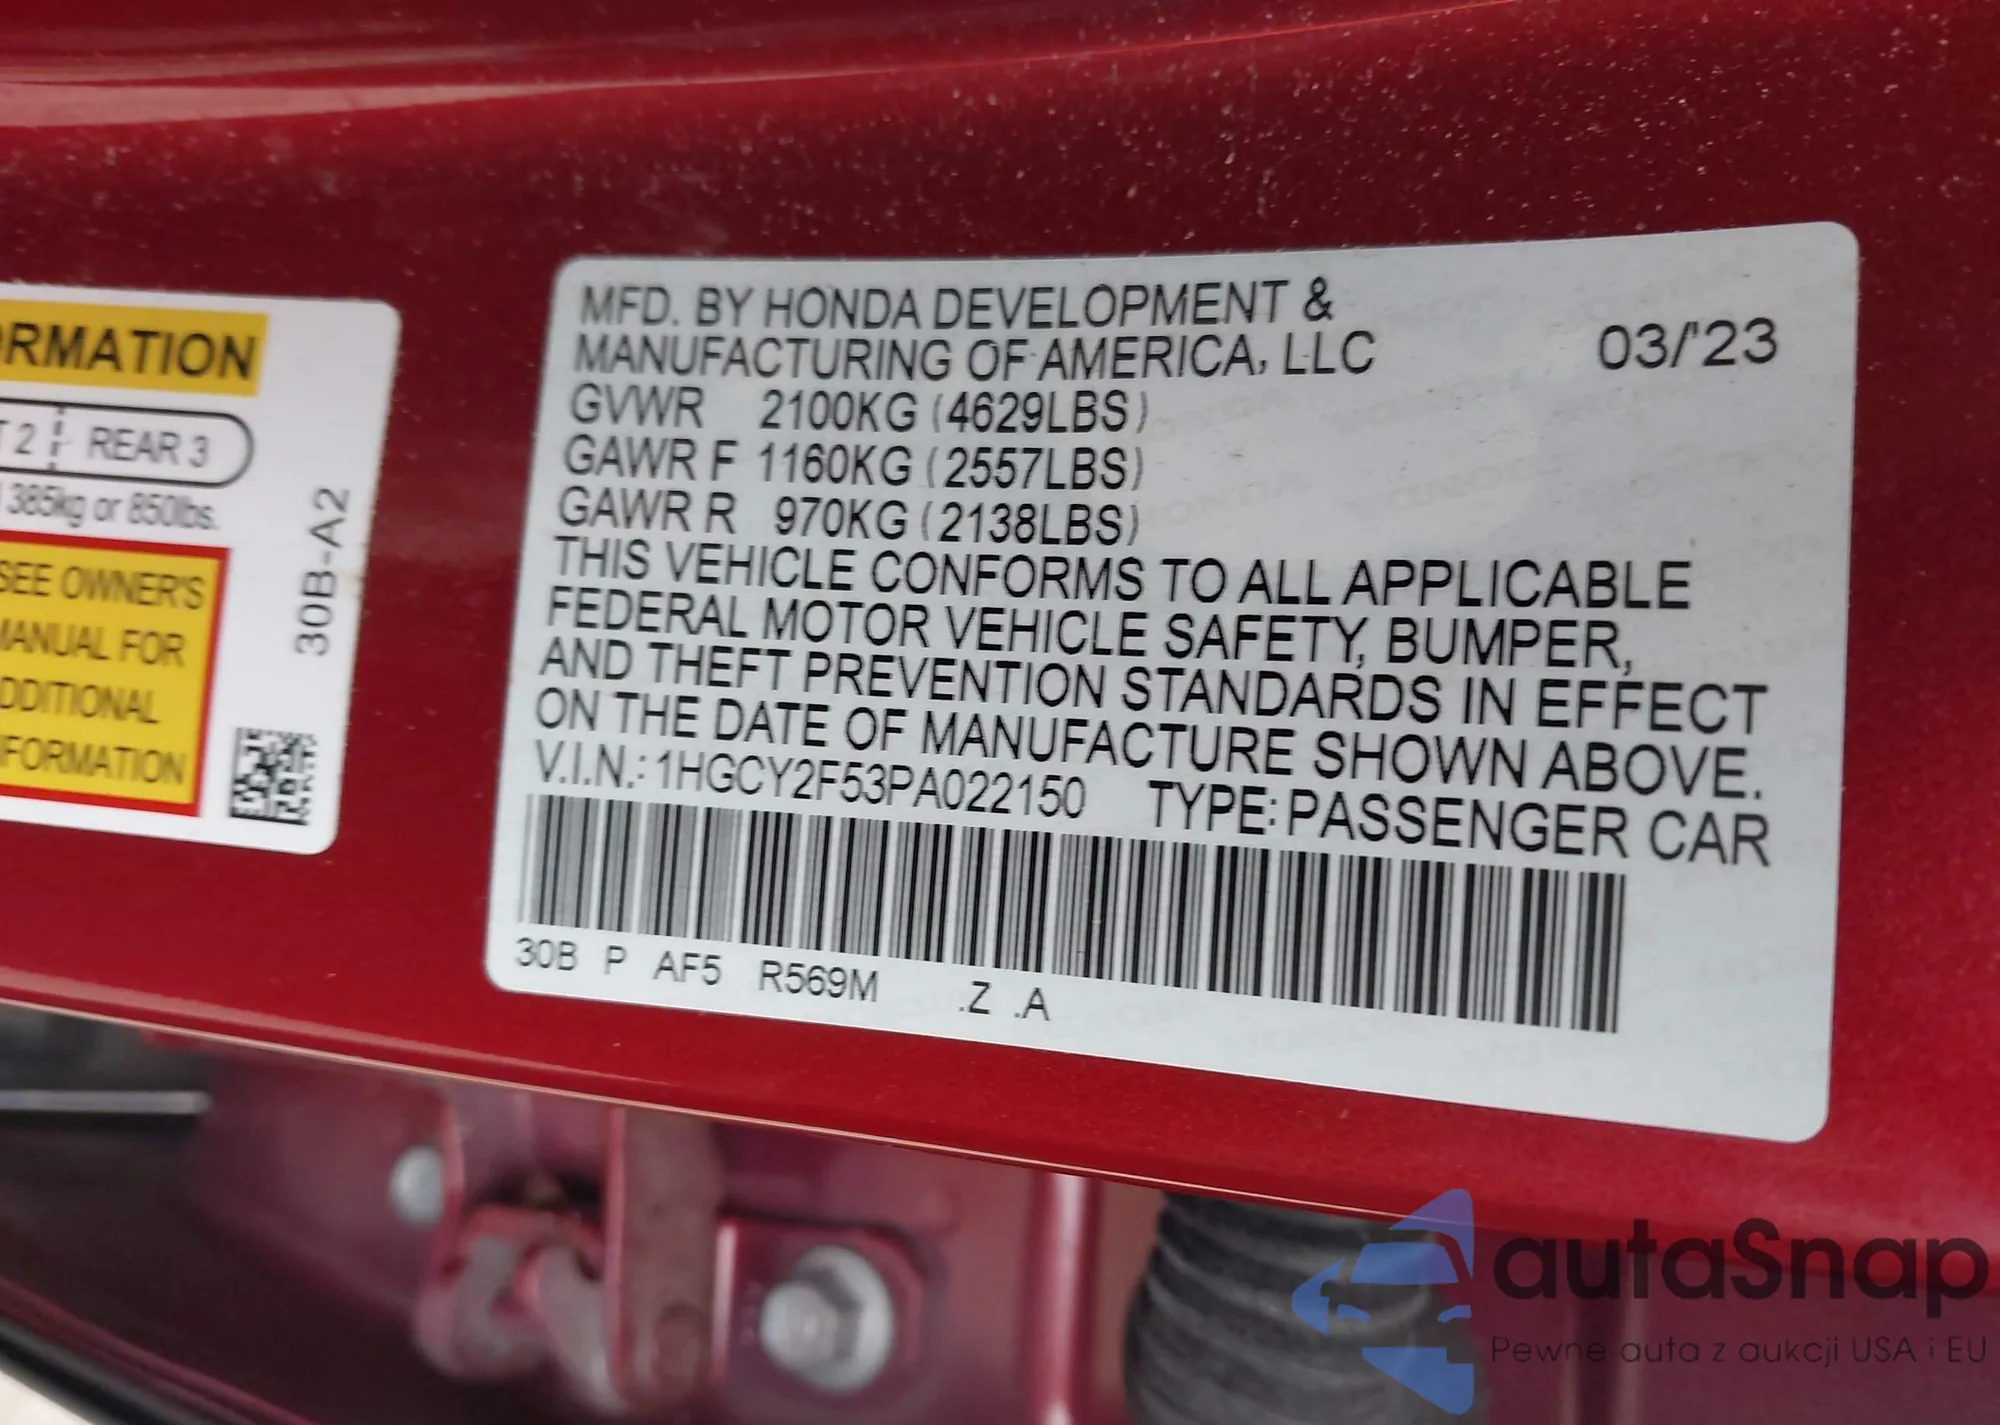 ORMATION
T 2 REAR 3
385kg or 850lbs.
SEE OWNER'S
MANUAL FOR
DDITIONAL
FORMATION
30B-A2
MFD. BY HONDA DEVELOPMENT &
MANUFACTURING OF AMERICA, LLC 03/'23
GVWR 2100KG (4629LBS)
GAWR F 1160KG (2557LBS)
GAWR R 970KG (2138LBS)
THIS VEHICLE CONFORMS TO ALL APPLICABLE
FEDERAL MOTOR VEHICLE SAFETY, BUMPER,
AND THEFT PREVENTION STANDARDS IN EFFECT
ON THE DATE OF MANUFACTURE SHOWN ABOVE.
V.I.N.: 1HGCY2F53PA022150 TYPE: PASSENGER CAR
30B P AF5 R569M .Z .A
autaSnap
Pewne auta z aukcji USA i EU